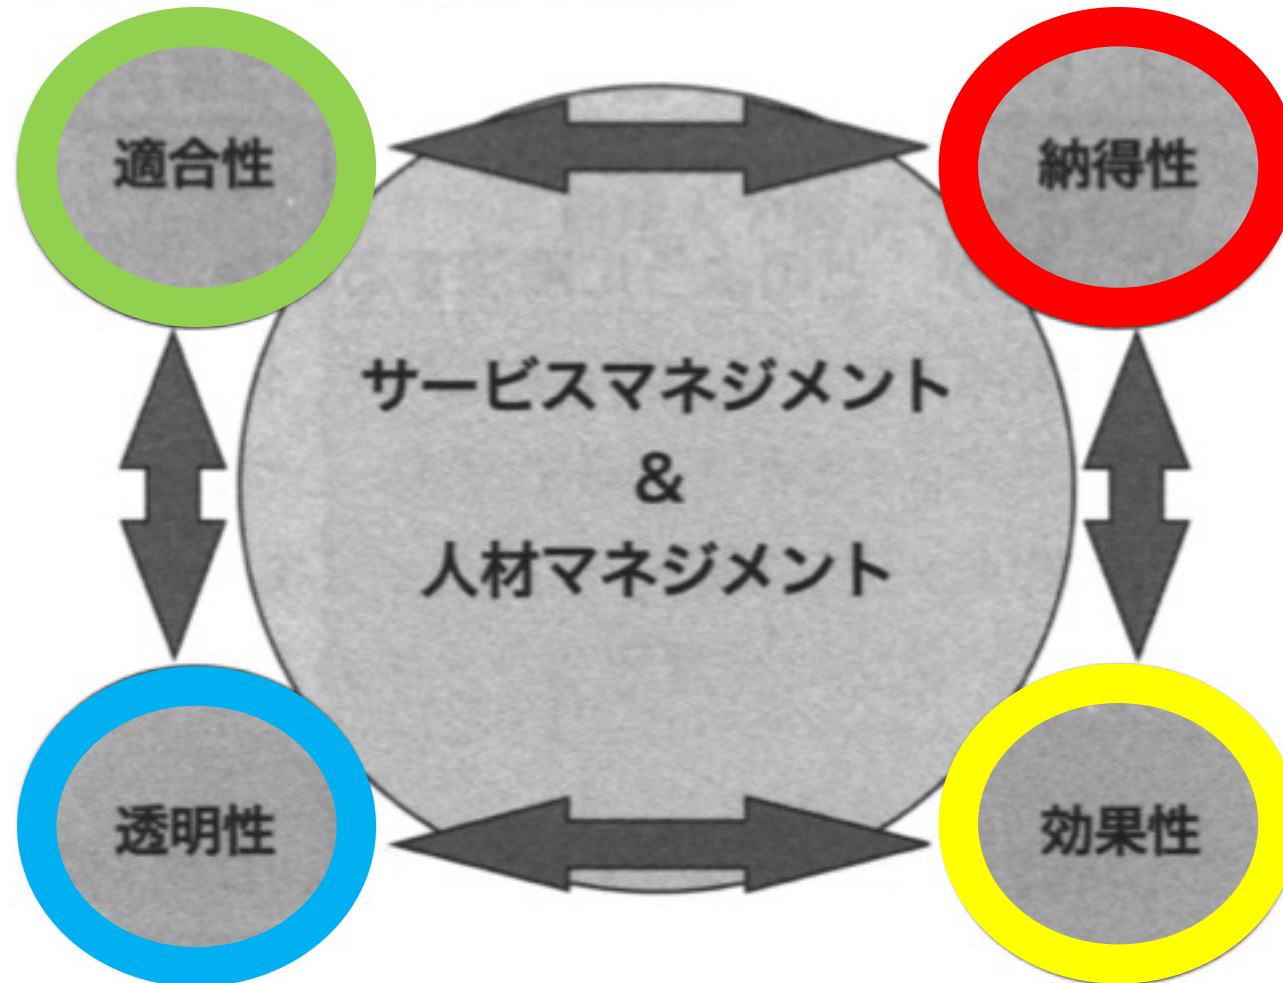 適合性
納得性
サービスマネジメント
&
人材マネジメント
透明性
効果性